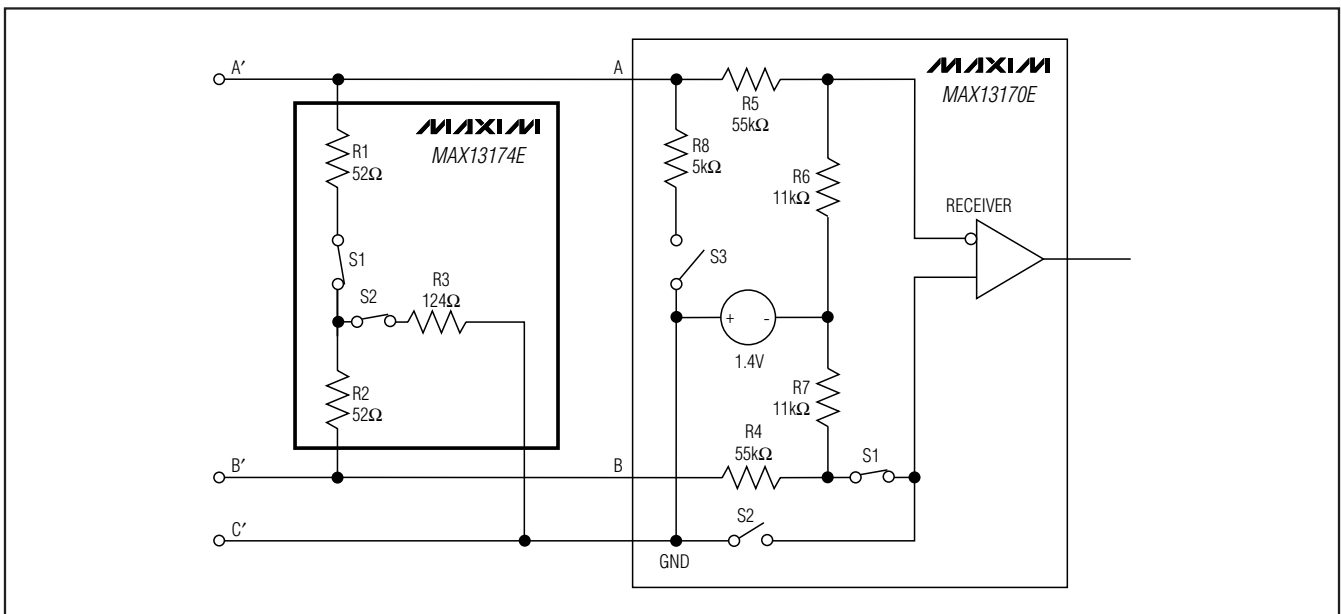 A′
A
MAXIM
MAX13170E
R5
55kΩ
MAXIM
MAX13174E
R1
52Ω
R8
5kΩ
R6
11kΩ
RECEIVER
S1
S3
S2
R3
124Ω
+ -
1.4V
R2
52Ω
R7
11kΩ
R4
55kΩ
S1
B′
B
S2
C′
GND